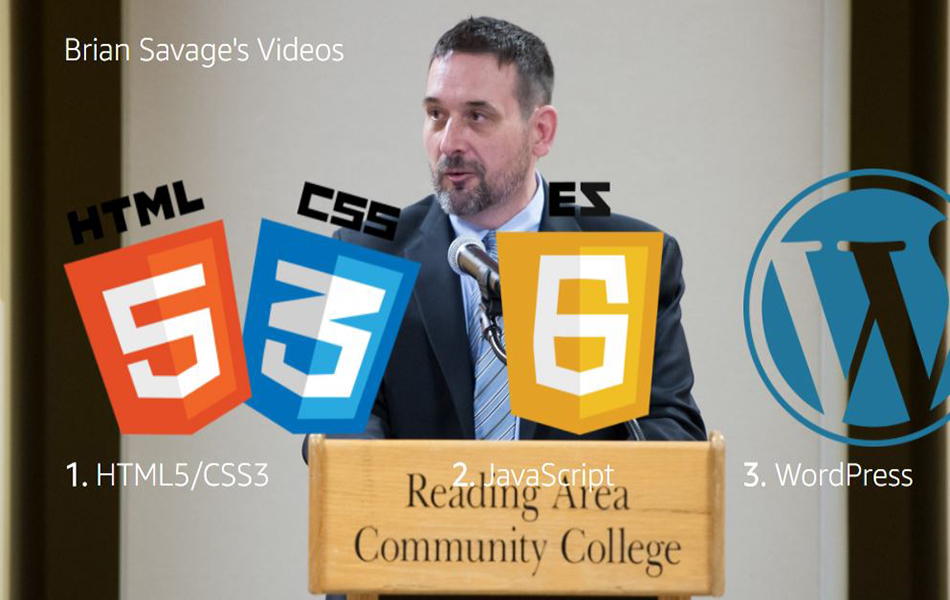 Brian Savage's Videos
HTML
CSS
ES
5
3
6
W
1. HTML5/CSS3
2. JavaScript
3. WordPress
Reading Area
Community College